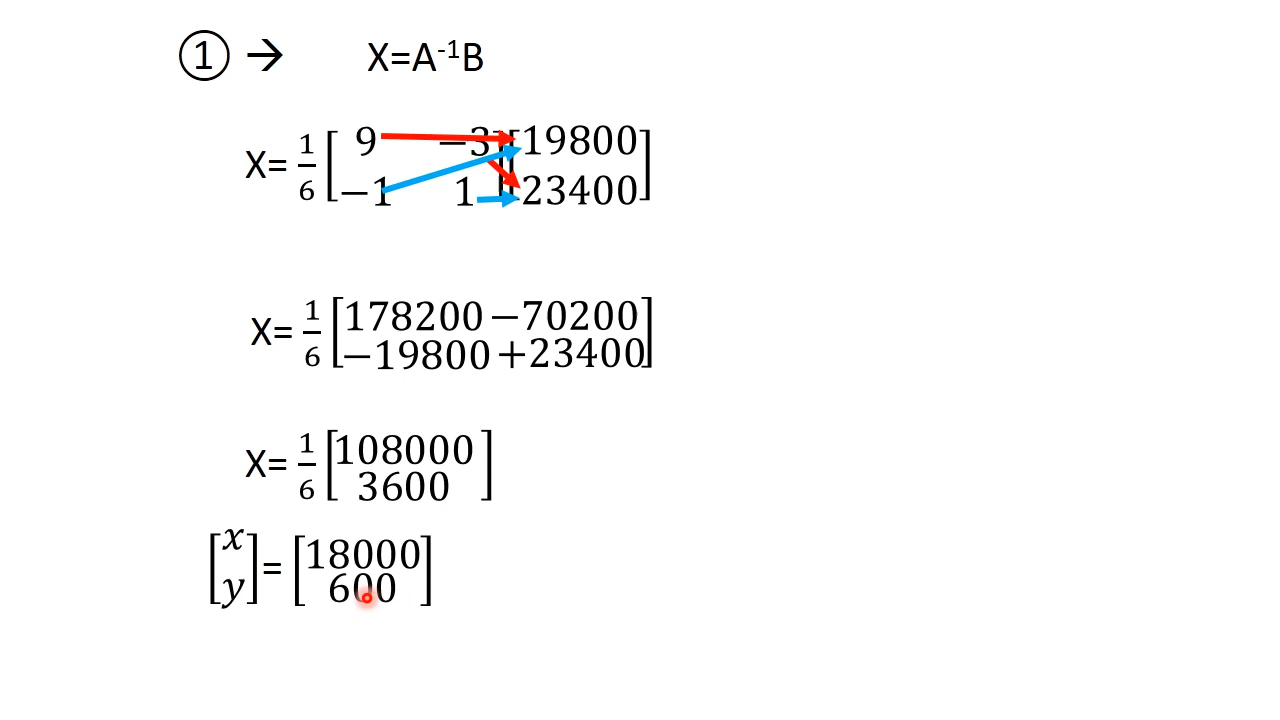 ① → X=A⁻¹B
X= 1/6 [9 −3; −1 1] [19800; 23400]
X= 1/6 [178200 −70200; −19800 +23400]
X= 1/6 [108000; 3600]
[x; y] = [18000; 600]